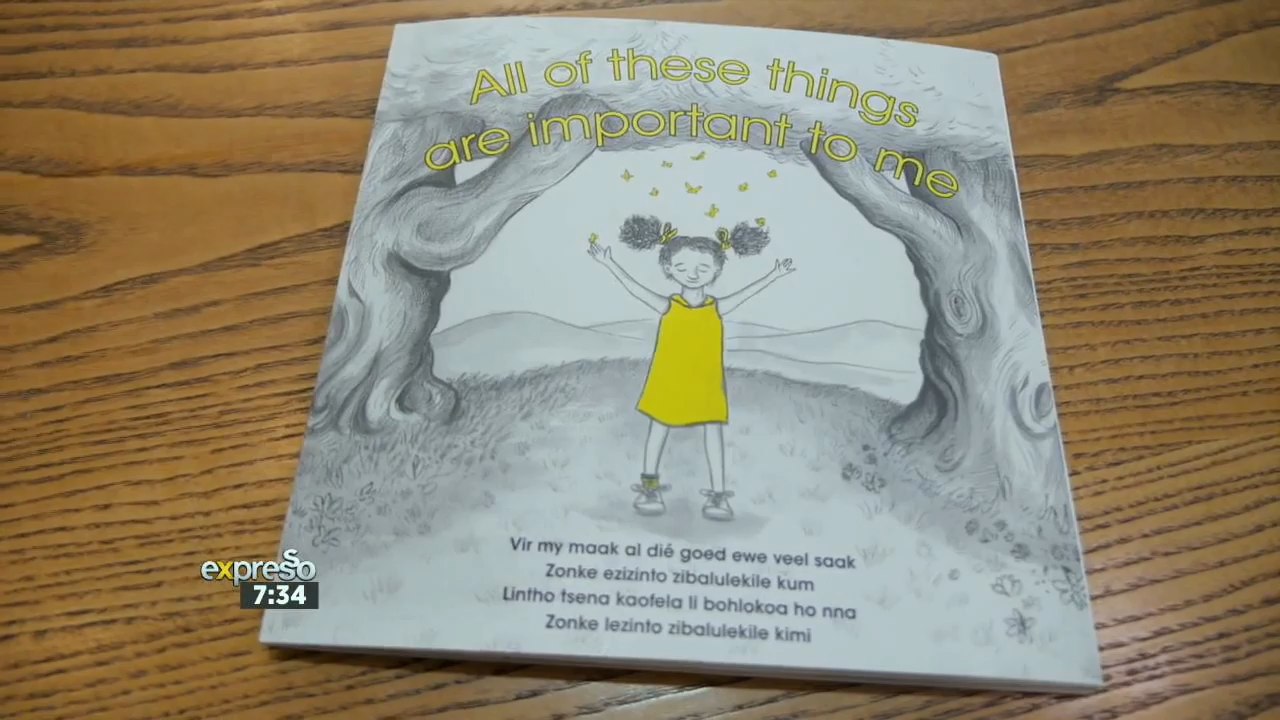 All of these things
are important to me
Vir my maak al dié goed ewe veel saak
Zonke ezizinto zibalulekile kum
Lintho tsena kaofela li bohlokoa ho nna
Zonke lezinto zibalulekile kimi
expresso
7:34